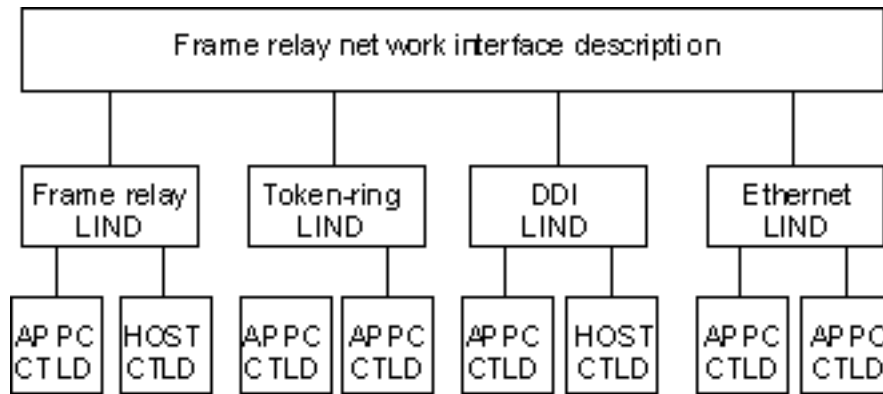 Frame relay network interface description
Frame relay
LIND
Token-ring
LIND
DDI
LIND
Ethernet
LIND
APPC
CTLD
HOST
CTLD
APPC
CTLD
APPC
CTLD
APPC
CTLD
HOST
CTLD
APPC
CTLD
APPC
CTLD